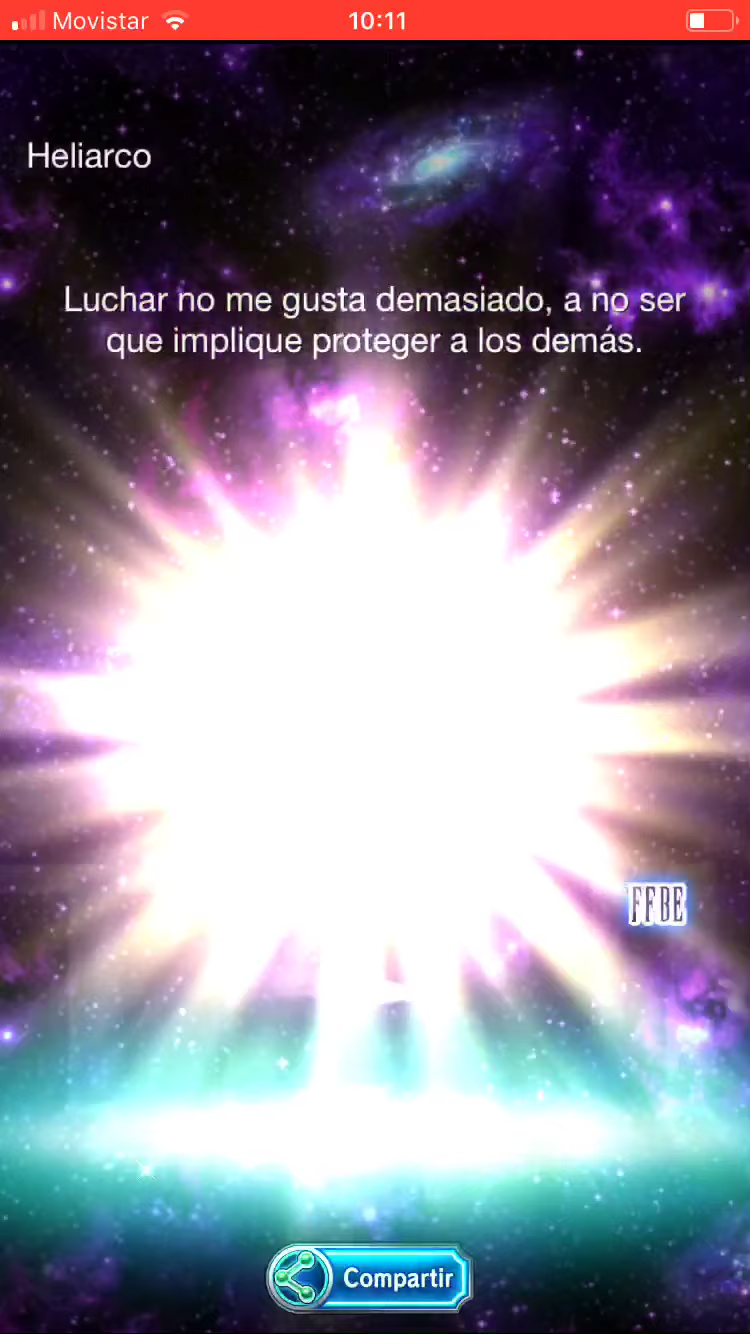 Movistar
10:11
Heliarco
Luchar no me gusta demasiado, a no ser
que implique proteger a los demás.
FFBE
Compartir